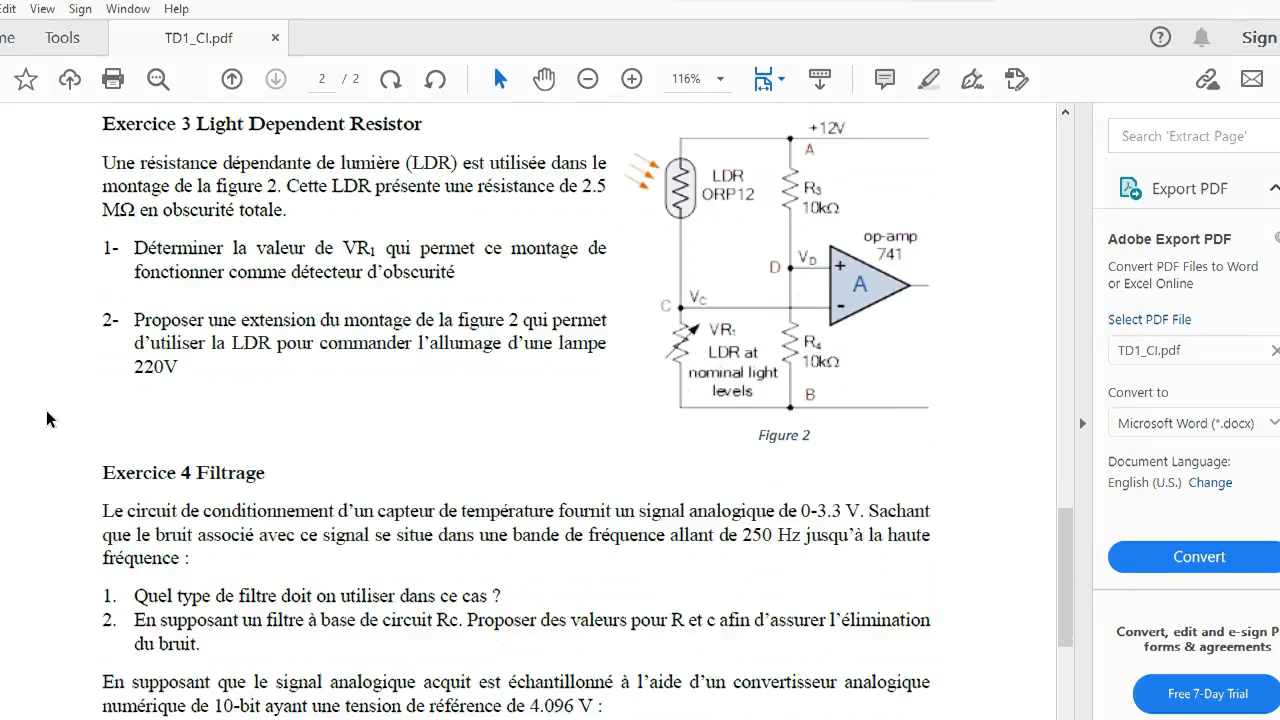 Edit View Sign Window Help
me Tools TD1_CI.pdf × ? Sign
2 / 2 116%
Exercice 3 Light Dependent Resistor
Une résistance dépendante de lumière (LDR) est utilisée dans le
montage de la figure 2. Cette LDR présente une résistance de 2.5
MΩ en obscurité totale.
1- Déterminer la valeur de VR₁ qui permet ce montage de
fonctionner comme détecteur d'obscurité
2- Proposer une extension du montage de la figure 2 qui permet
d'utiliser la LDR pour commander l'allumage d'une lampe
220V
+12V
A
LDR
ORP12
R₃
10kΩ
op-amp
741
D
V_D
+
A
C
V_C
-
VR₁
LDR at
nominal light
levels
R₄
10kΩ
B
Figure 2
Exercice 4 Filtrage
Le circuit de conditionnement d'un capteur de température fournit un signal analogique de 0-3.3 V. Sachant
que le bruit associé avec ce signal se situe dans une bande de fréquence allant de 250 Hz jusqu'à la haute
fréquence :
1. Quel type de filtre doit on utiliser dans ce cas ?
2. En supposant un filtre à base de circuit Rc. Proposer des valeurs pour R et c afin d'assurer l'élimination
du bruit.
En supposant que le signal analogique acquit est échantillonné à l'aide d'un convertisseur analogique
numérique de 10-bit ayant une tension de référence de 4.096 V :
Search 'Extract Page'
Export PDF
Adobe Export PDF
Convert PDF Files to Word
or Excel Online
Select PDF File
TD1_CI.pdf ×
Convert to
Microsoft Word (*.docx)
Document Language:
English (U.S.) Change
Convert
Convert, edit and e-sign P
forms & agreements
Free 7-Day Trial